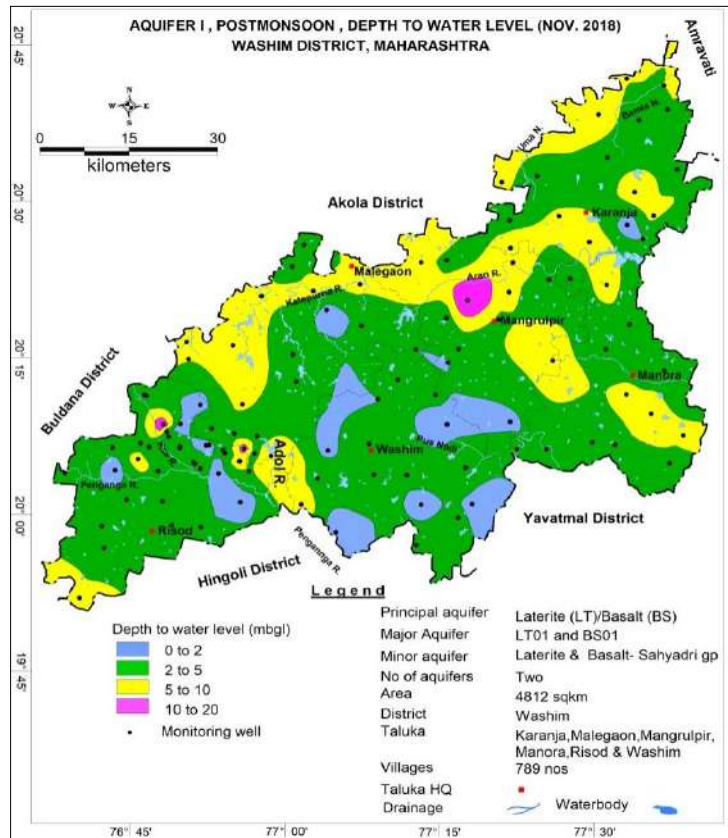 AQUIFER I , POSTMONSOON , DEPTH TO WATER LEVEL (NOV. 2018)
WASHIM DISTRICT, MAHARASHTRA
Amravati
20° 45'
N
W E
S
0 15 30
kilometers
Bemla N.
Uma N.
20° 30'
Akola District
Karanja
Malegaon
Aran R.
Katepurna R.
Mangrulpir
20° 15'
Buldana District
Manora
Adol R.
Washim
Pus Nadi
Penganga R.
20° 00'
Risod
Yavatmal District
Hingoli District
Pengannga R.
Legend
Depth to water level (mbgl)
0 to 2
2 to 5
5 to 10
10 to 20
Monitoring well
Principal aquifer Laterite (LT)/Basalt (BS)
Major Aquifer LT01 and BS01
Minor aquifer Laterite & Basalt- Sahyadri gp
No of aquifers Two
Area 4812 sqkm
District Washim
Taluka Karanja,Malegaon,Mangrulpir,
Manora,Risod & Washim
Villages 789 nos
Taluka HQ
Drainage Waterbody
19° 45'
76° 45' 77° 00' 77° 15' 77° 30'